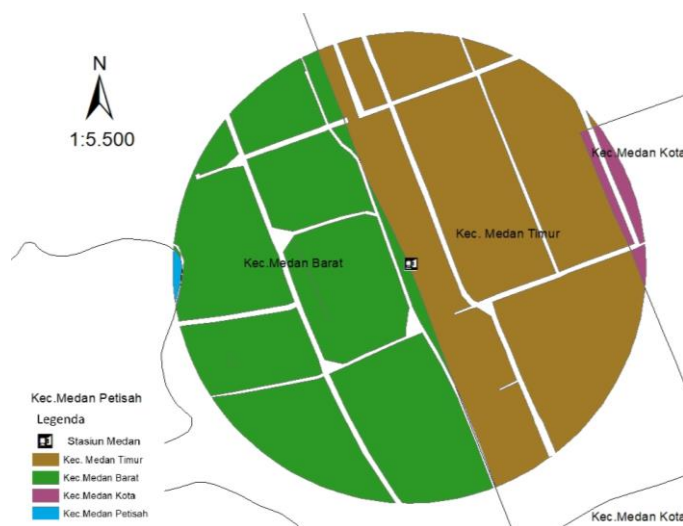 N
1:5.500
Kec.Medan Kota
Kec. Medan Timur
Kec.Medan Barat
Kec.Medan Petisah
Legenda
Stasiun Medan
Kec. Medan Timur
Kec.Medan Barat
Kec.Medan Kota
Kec.Medan Petisah
Kec.Medan Kota